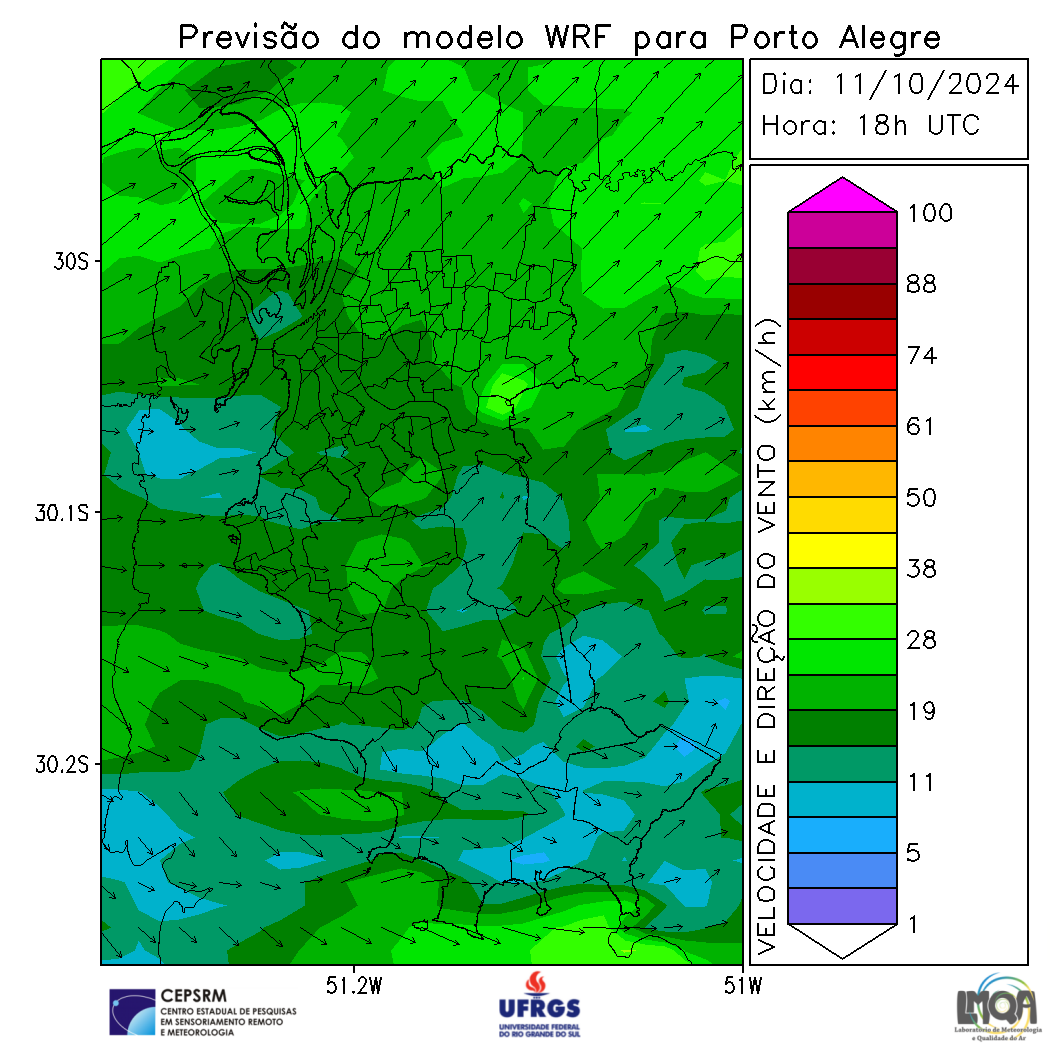 Previsão do modelo WRF para Porto Alegre
Dia: 11/10/2024
Hora: 18h UTC
30S
30.1S
30.2S
51.2W
51W
VELOCIDADE E DIREÇÃO DO VENTO (km/h)
100
88
74
61
50
38
28
19
11
5
1
CEPSRM
CENTRO ESTADUAL DE PESQUISAS
EM SENSORIAMENTO REMOTO
E METEOROLOGIA
UFRGS
UNIVERSIDADE FEDERAL
DO RIO GRANDE DO SUL
LMQA
Laboratório de Meteorologia
e Qualidade do Ar